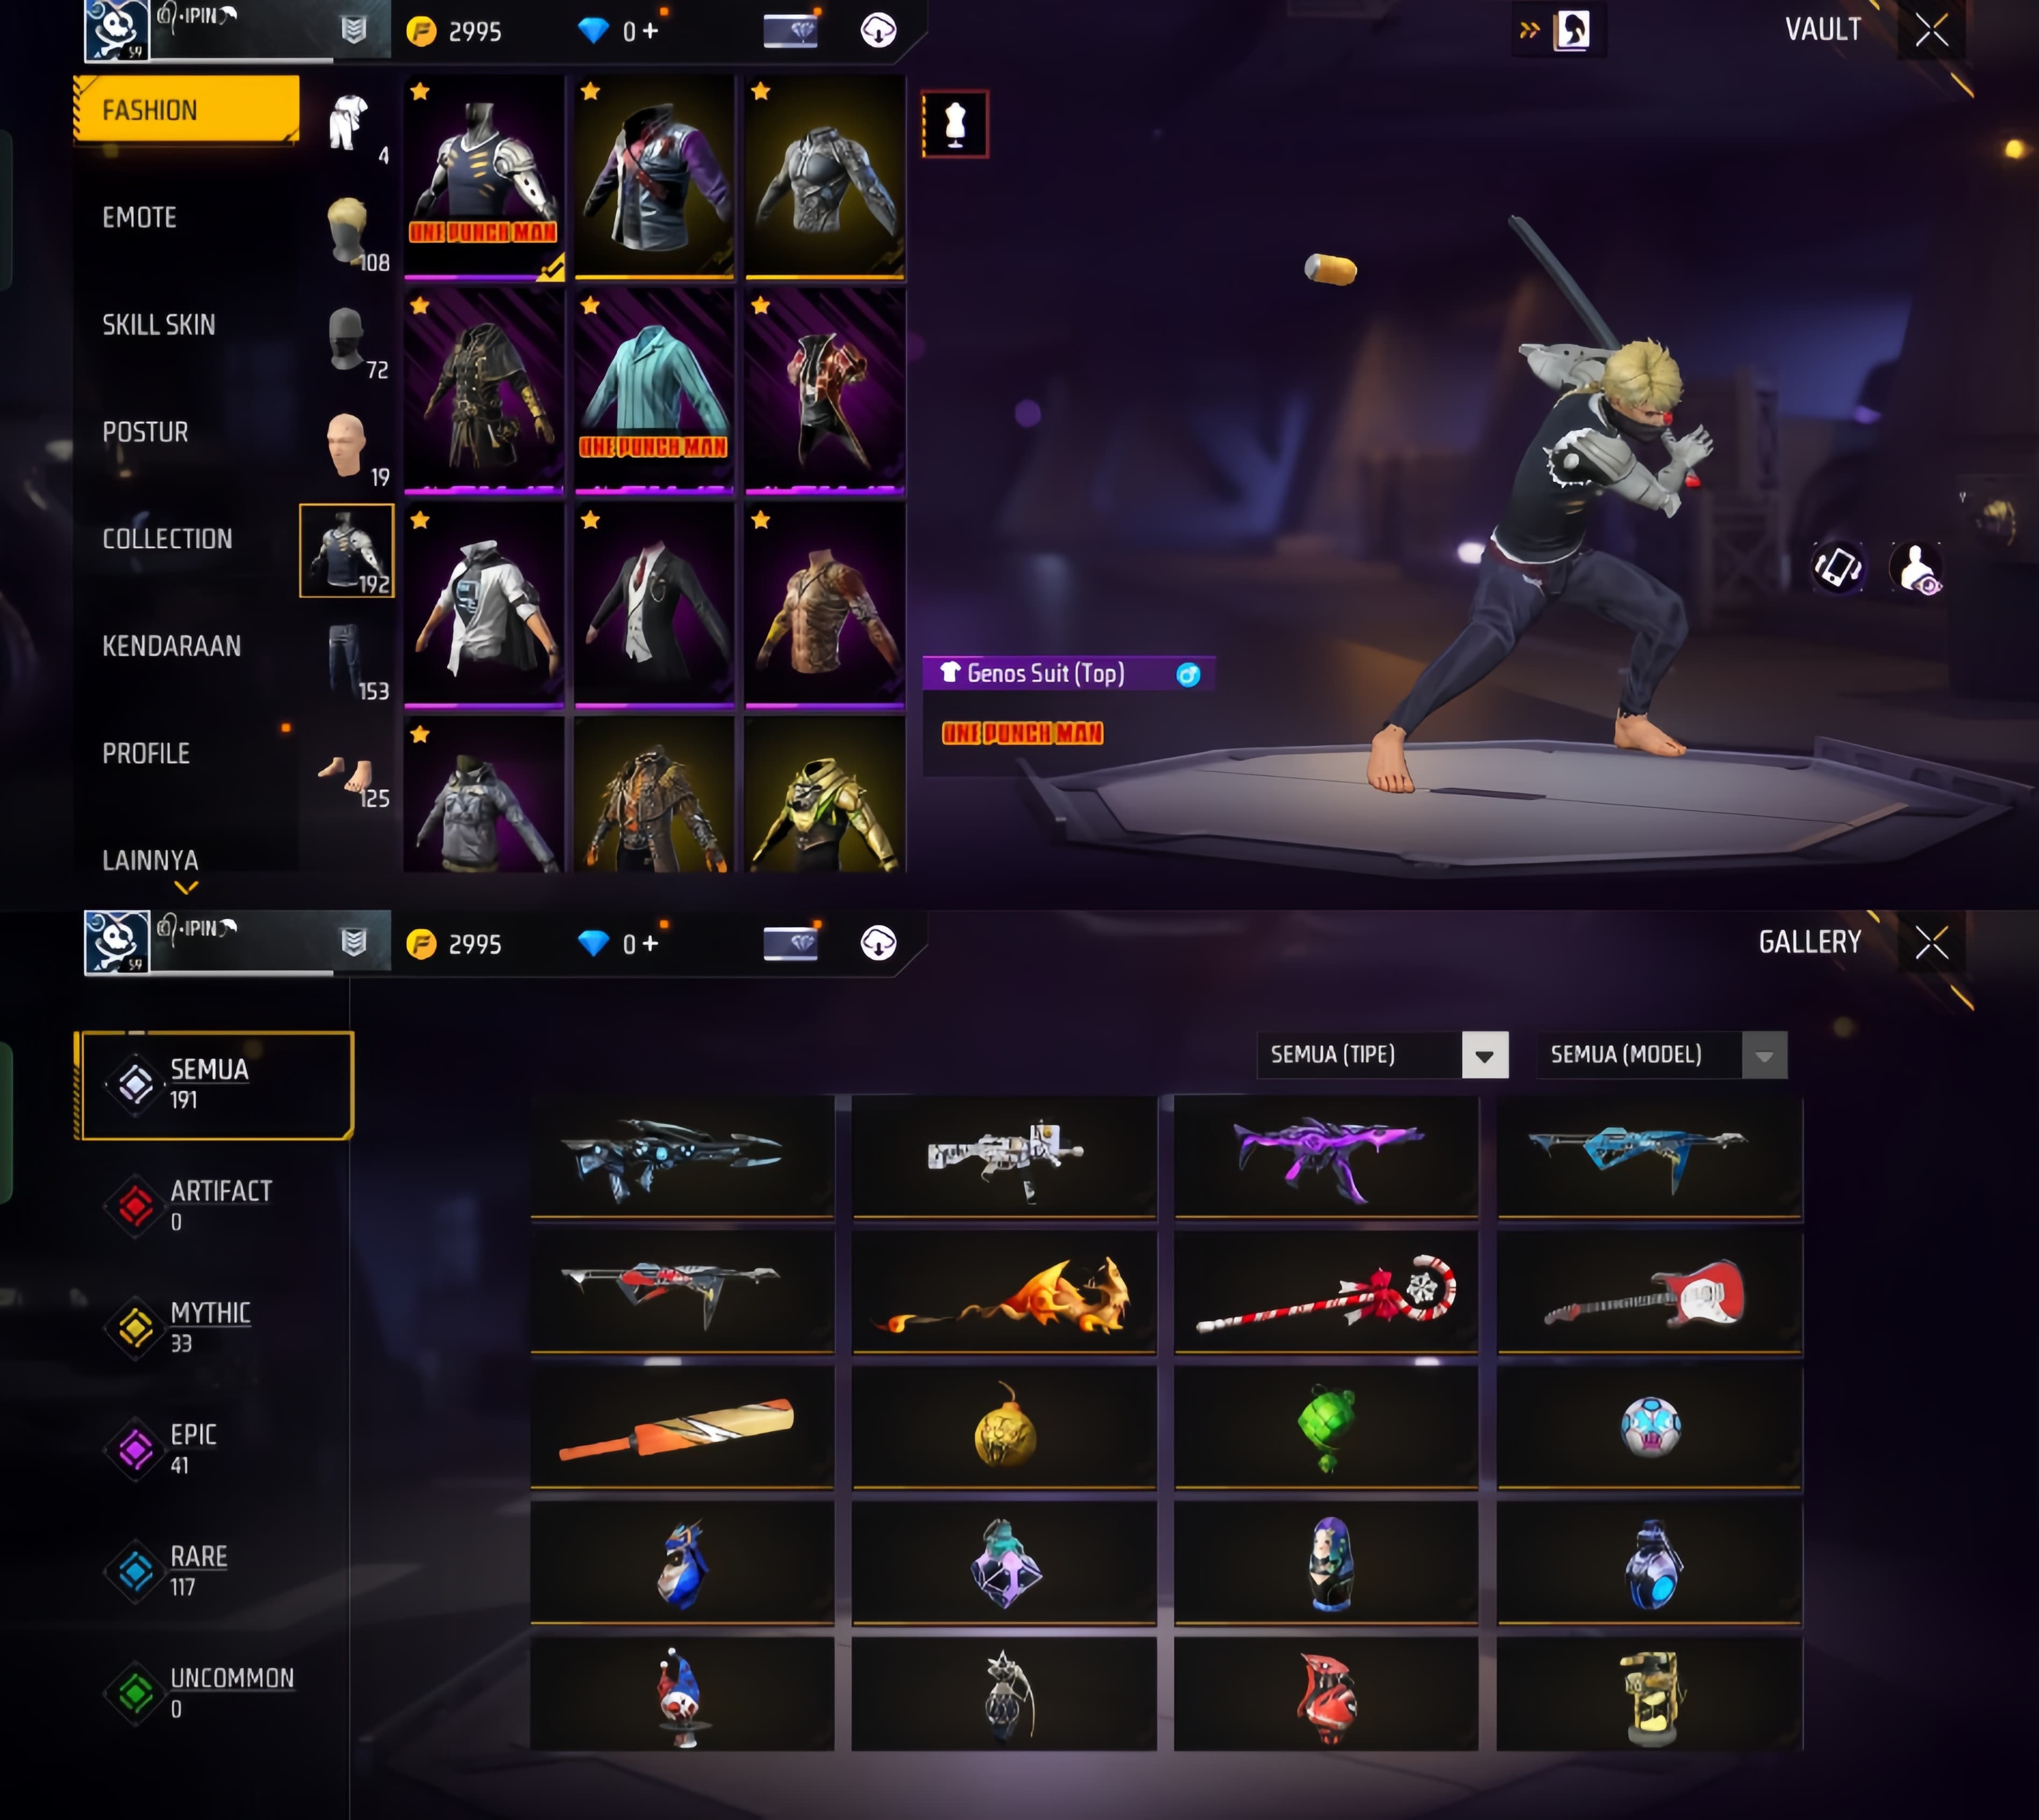 ·IPIN
59
2995
0+
VAULT
FASHION
EMOTE
SKILL SKIN
POSTUR
COLLECTION
KENDARAAN
PROFILE
LAINNYA
4
108
72
19
192
153
125
ONE PUNCH MAN
ONE PUNCH MAN
Genos Suit (Top)
ONE PUNCH MAN
·IPIN
59
2995
0+
GALLERY
SEMUA
191
ARTIFACT
0
MYTHIC
33
EPIC
41
RARE
117
UNCOMMON
0
SEMUA (TIPE)
SEMUA (MODEL)